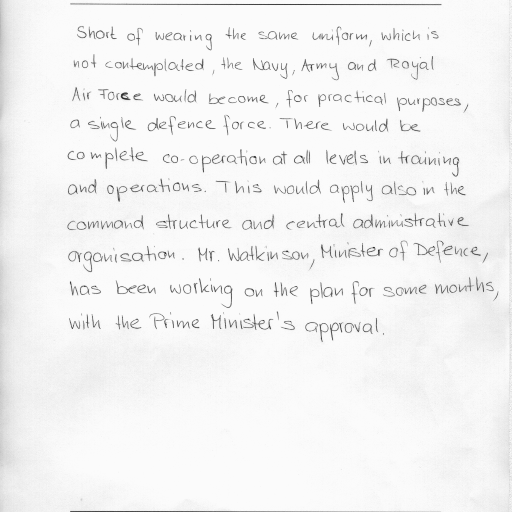 Short of wearing the same uniform, which is
not contemplated, the Navy, Army and Royal
Air Force would become, for practical purposes,
a single defence force. There would be
complete co-operation at all levels in training
and operations. This would apply also in the
command structure and central administrative
organisation. Mr. Watkinson, Minister of Defence,
has been working on the plan for some months,
with the Prime Minister's approval.